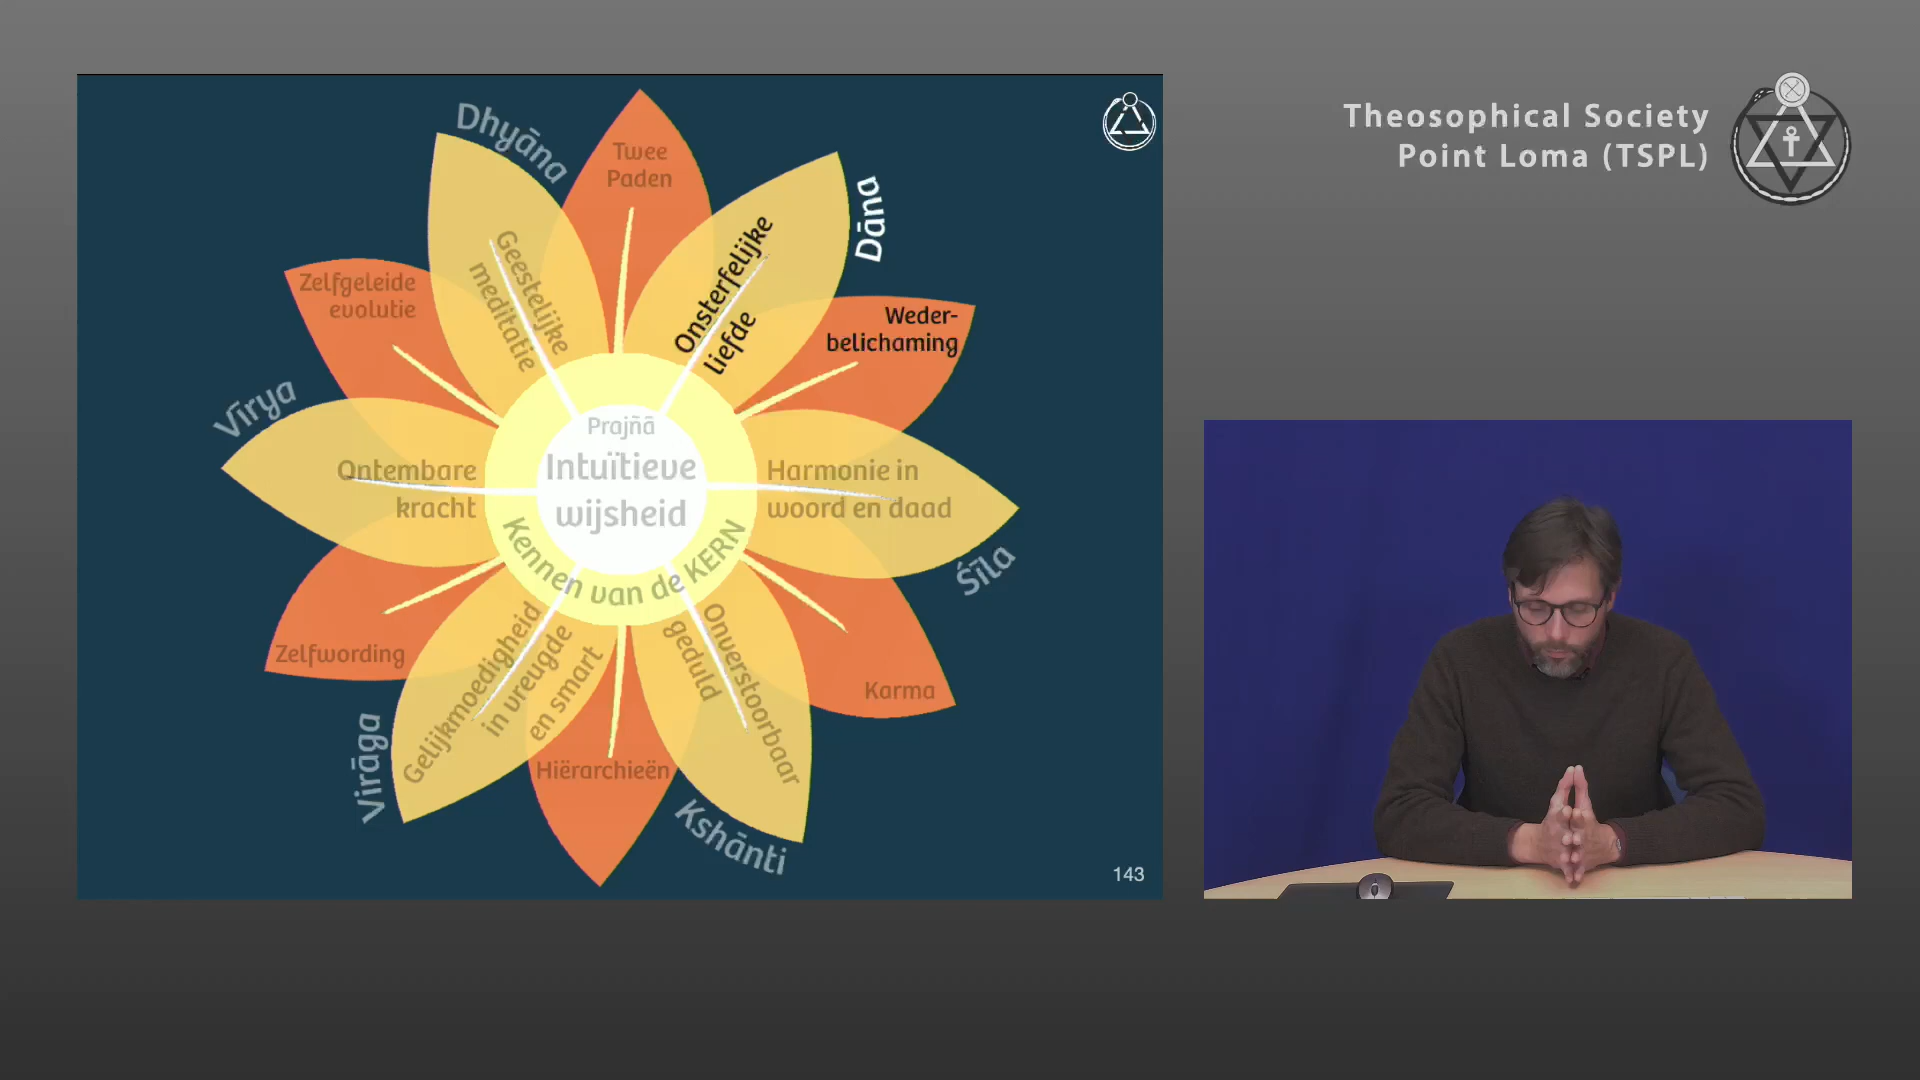 Theosophical Society
Point Loma (TSPL)
Dhyāna
Twee
Paden
Dāna
Geestelijke
meditatie
Onsterfelijke
liefde
Zelfgeleide
evolutie
Weder-
belichaming
Vīrya
Prajñā
Intuïtieve
wijsheid
Kennen van de KERN
Ontembare
kracht
Harmonie in
woord en daad
Śīla
Zelfwording
Gelijkmoedigheid
in vreugde
en smart
Onverstoorbaar
geduld
Karma
Virāga
Hiërarchieën
Kshānti
143